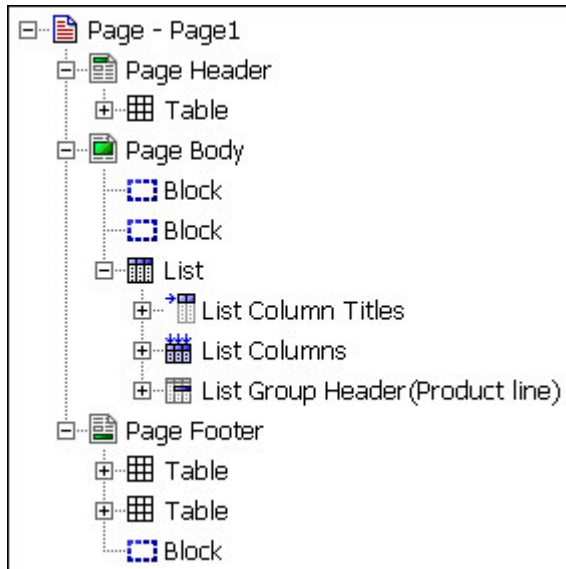 Page - Page1
Page Header
Table
Page Body
Block
Block
List
List Column Titles
List Columns
List Group Header(Product line)
Page Footer
Table
Table
Block